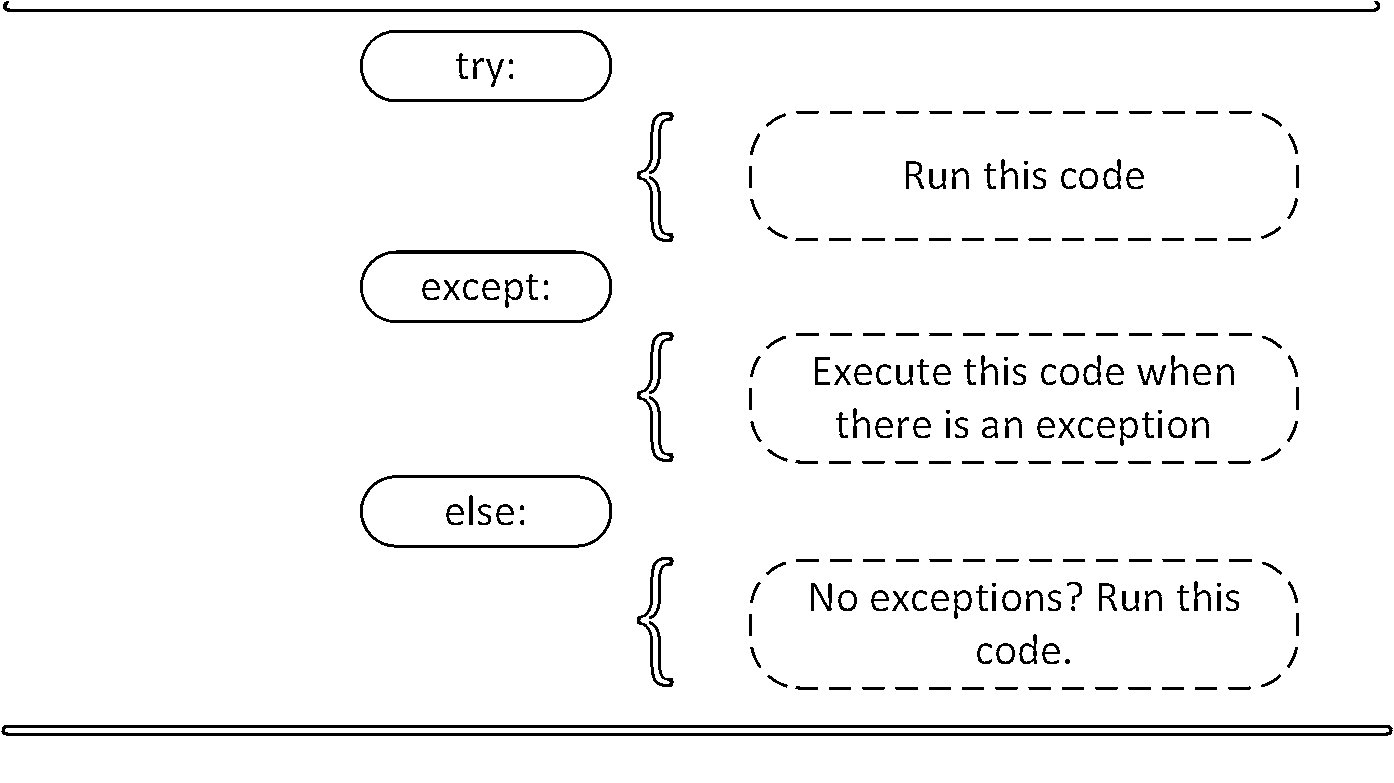 try:
Run this code
except:
Execute this code when
there is an exception
else:
No exceptions? Run this
code.